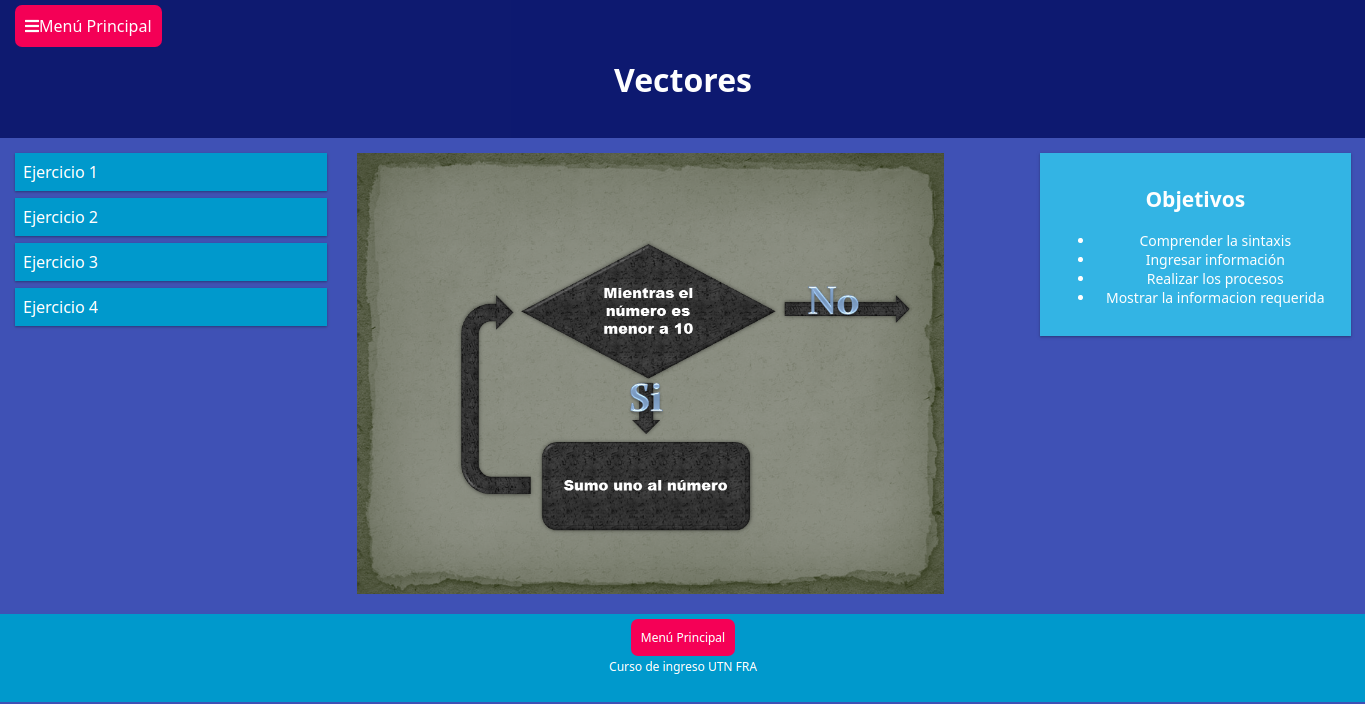 Menú Principal
Vectores
Ejercicio 1
Ejercicio 2
Ejercicio 3
Ejercicio 4
Mientras el
número es
menor a 10
No
Si
Sumo uno al número
Objetivos
Comprender la sintaxis
Ingresar información
Realizar los procesos
Mostrar la informacion requerida
Menú Principal
Curso de ingreso UTN FRA